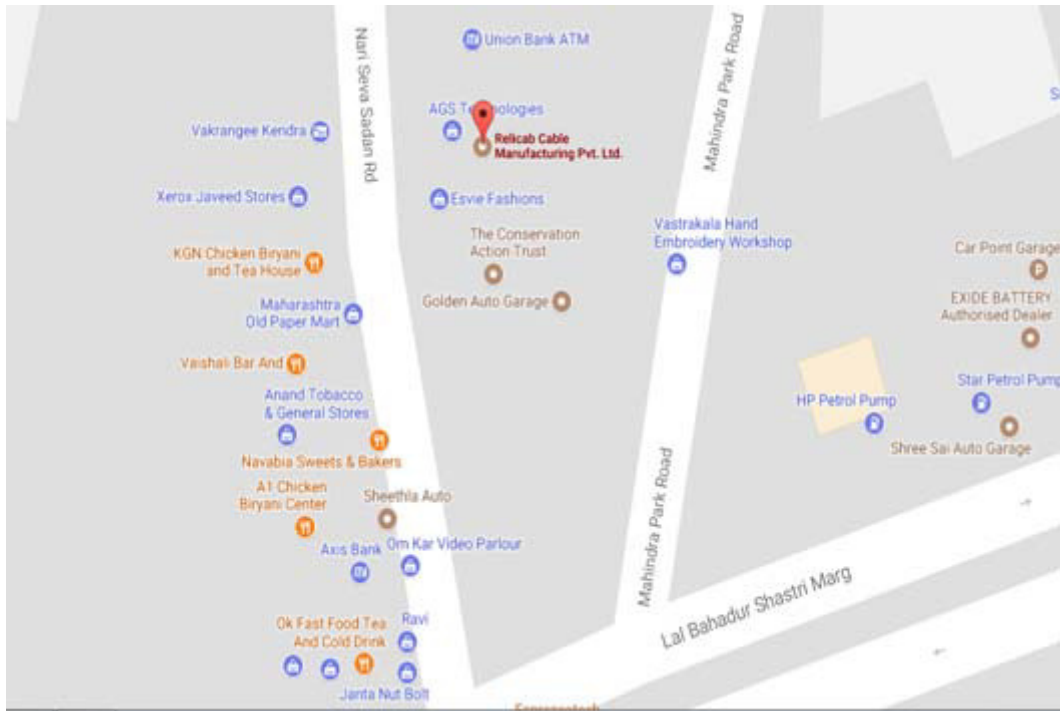 Union Bank ATM
Nari Seva Sadan Rd
Mahindra Park Road
AGS Technologies
Vakrangee Kendra
Relicab Cable
Manufacturing Pvt. Ltd.
Xerox Javeed Stores
Esvie Fashions
The Conservation
Action Trust
Vastrakala Hand
Embroidery Workshop
KGN Chicken Biryani
and Tea House
Car Point Garage
Golden Auto Garage
EXIDE BATTERY
Authorised Dealer
Maharashtra
Old Paper Mart
Vaishali Bar And
Star Petrol Pump
Anand Tobacco
& General Stores
HP Petrol Pump
Shree Sai Auto Garage
Navabia Sweets & Bakers
A1 Chicken
Biryani Center
Sheethla Auto
Mahindra Park Road
Axis Bank
Om Kar Video Parlour
Lal Bahadur Shastri Marg
Ok Fast Food Tea
And Cold Drink
Ravi
Janta Nut Bolt